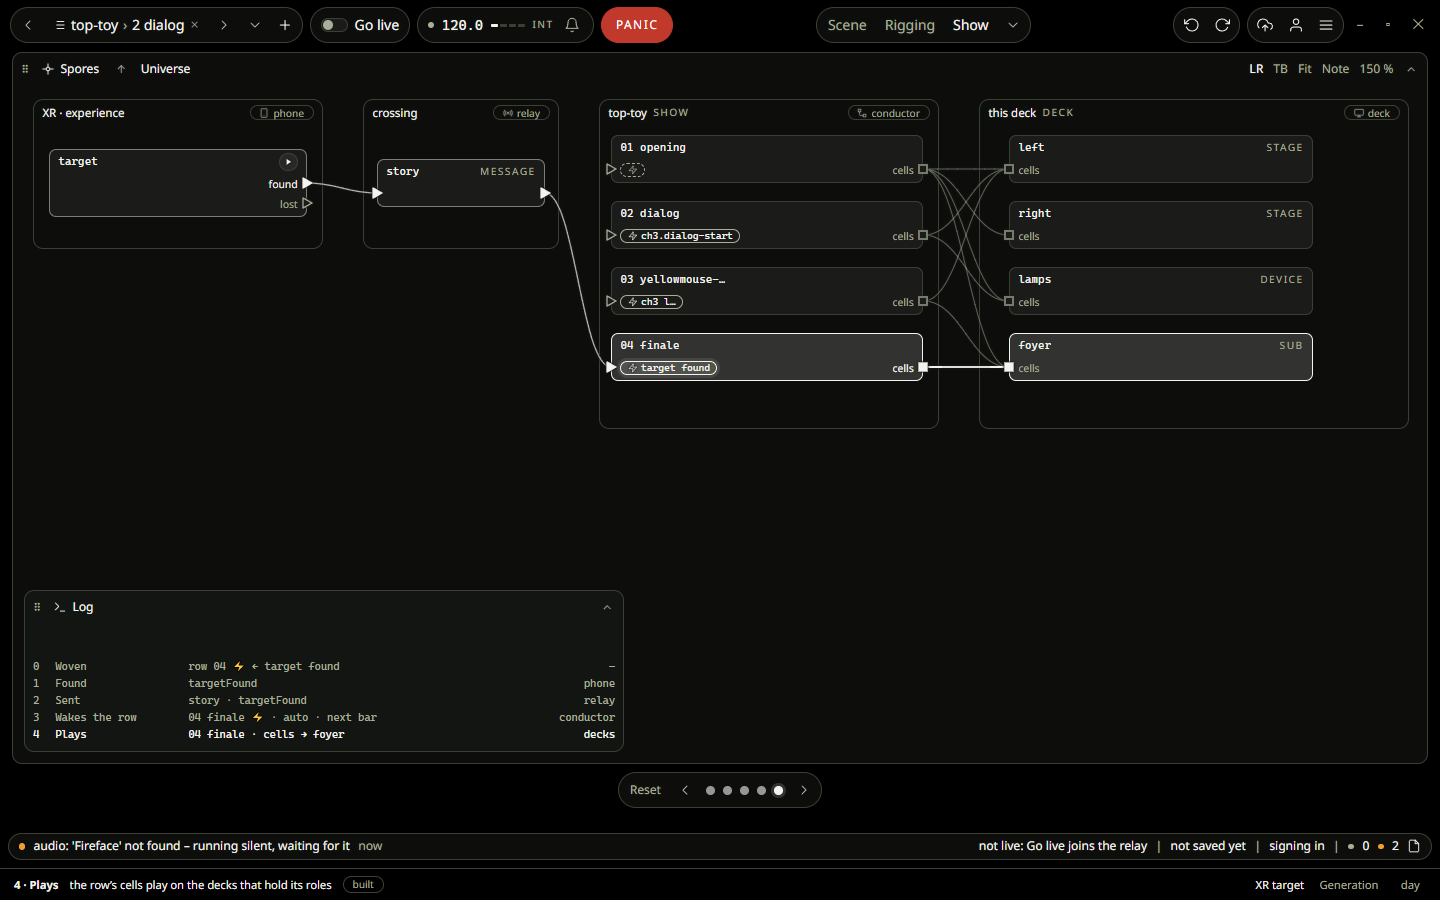 top-toy › 2 dialog ×
Go live
120.0 INT
PANIC
Scene Rigging Show
Spores ↑ Universe
LR TB Fit Note 150 %
XR · experience
phone
target
found
lost
crossing
relay
story MESSAGE
top-toy SHOW
conductor
01 opening
cells
02 dialog
ch3.dialog-start
cells
03 yellowmouse-…
ch3 l…
cells
04 finale
target found
cells
this deck DECK
deck
left STAGE
cells
right STAGE
cells
lamps DEVICE
cells
foyer SUB
cells
Log
0 Woven row 04 ⚡ ← target found –
1 Found targetFound phone
2 Sent story · targetFound relay
3 Wakes the row 04 finale ⚡ · auto · next bar conductor
4 Plays 04 finale · cells → foyer decks
Reset
audio: 'Fireface' not found – running silent, waiting for it now
not live: Go live joins the relay | not saved yet | signing in | 0 2
4 · Plays the row's cells play on the decks that hold its roles built
XR target Generation day